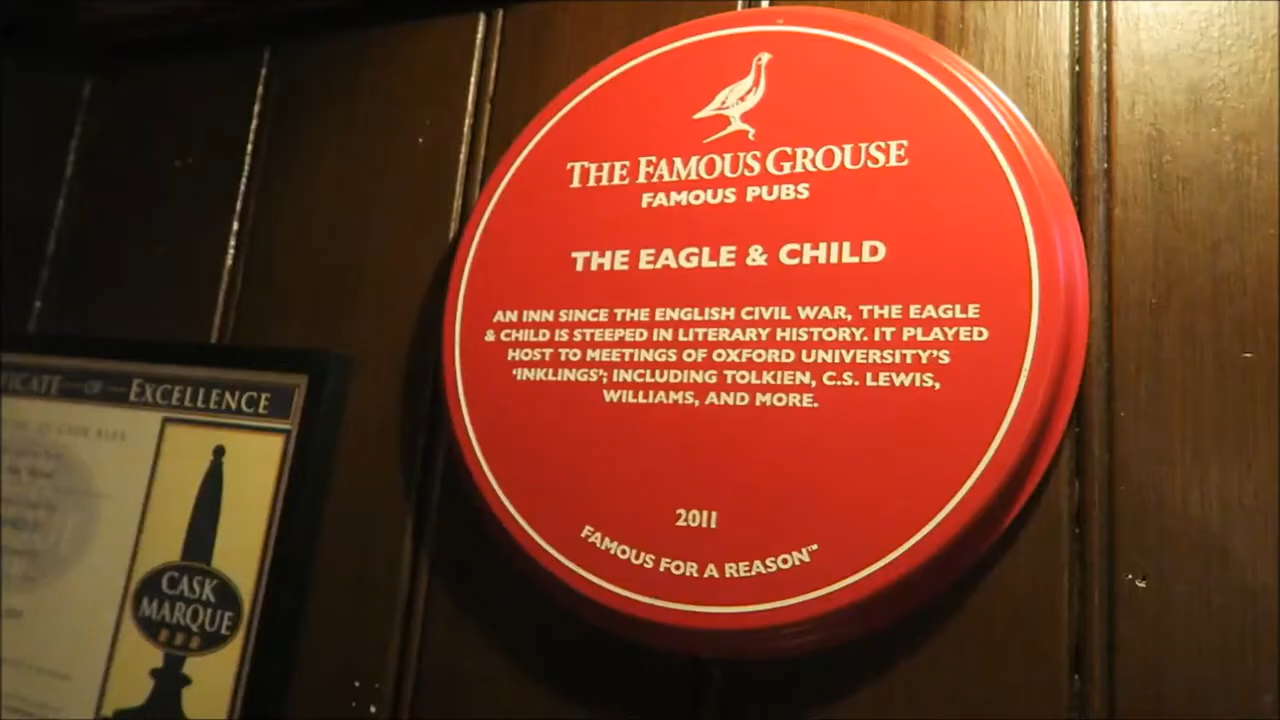 THE FAMOUS GROUSE
FAMOUS PUBS
THE EAGLE & CHILD
AN INN SINCE THE ENGLISH CIVIL WAR, THE EAGLE
& CHILD IS STEEPED IN LITERARY HISTORY. IT PLAYED
HOST TO MEETINGS OF OXFORD UNIVERSITY'S
'INKLINGS'; INCLUDING TOLKIEN, C.S. LEWIS,
WILLIAMS, AND MORE.
2011
FAMOUS FOR A REASON™
OF EXCELLENCE
CASK
MARQUE